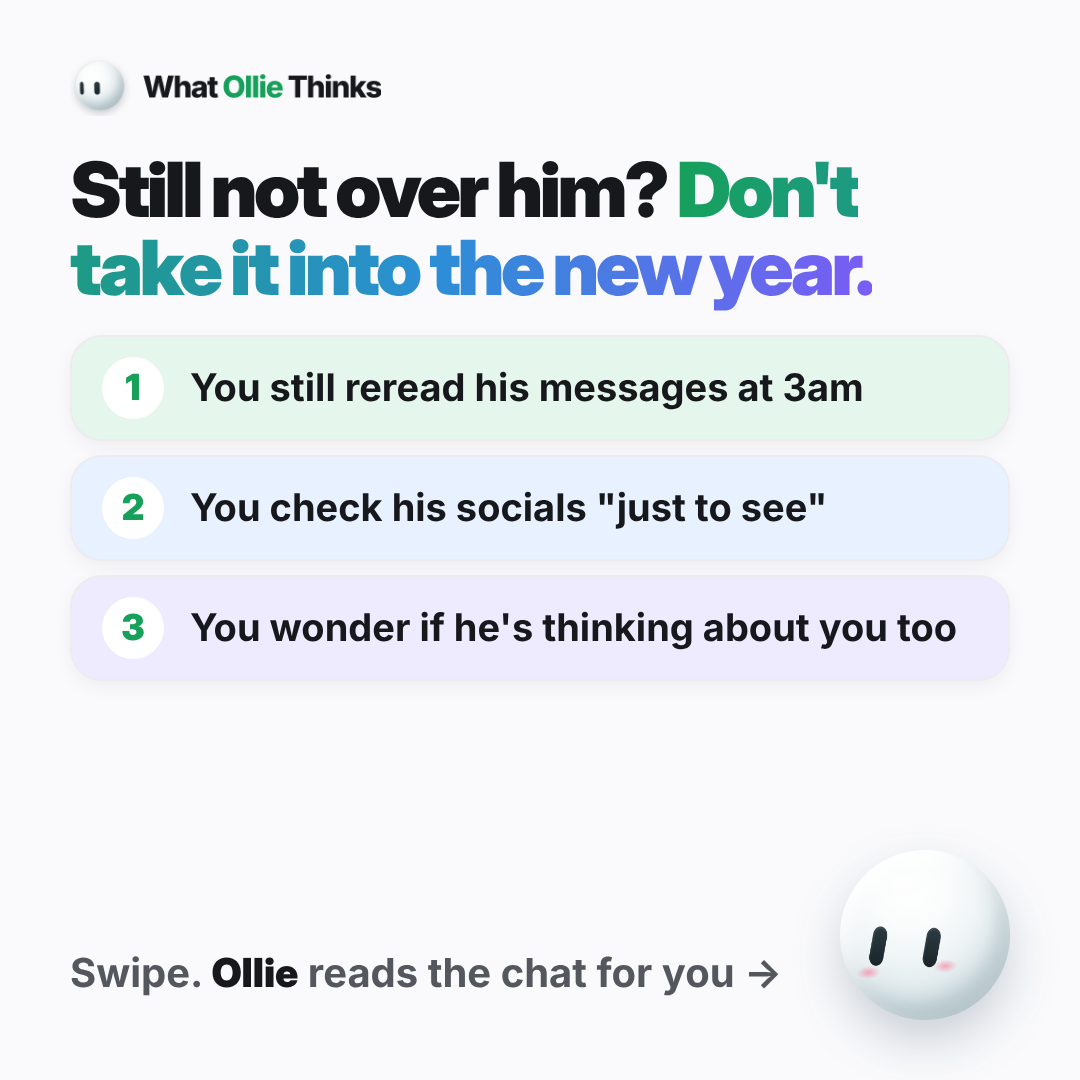 What Ollie Thinks
Still not over him? Don't
take it into the new year.
1 You still reread his messages at 3am
2 You check his socials "just to see"
3 You wonder if he's thinking about you too
Swipe. Ollie reads the chat for you →